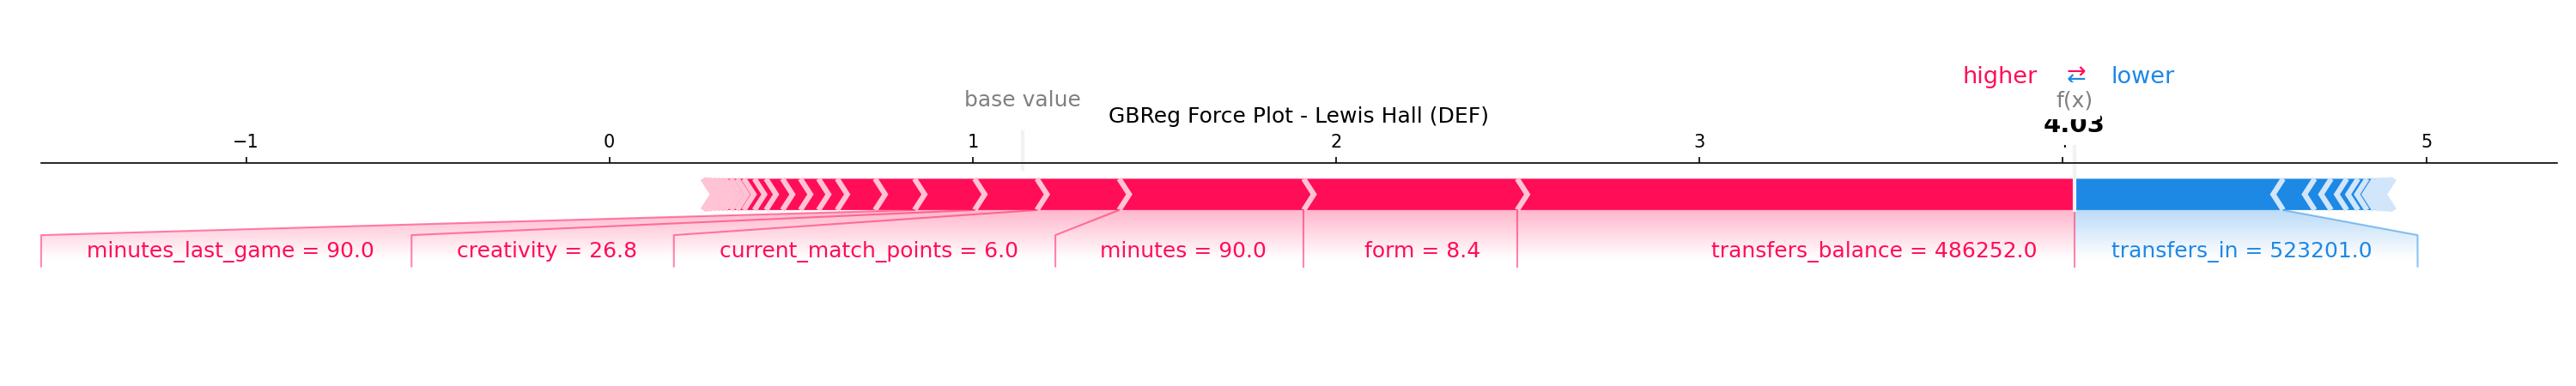 higher ⇄ lower
f(x)
base value
GBReg Force Plot - Lewis Hall (DEF)
4.03
−1 0 1 2 3 5
minutes_last_game = 90.0 creativity = 26.8 current_match_points = 6.0 minutes = 90.0 form = 8.4 transfers_balance = 486252.0 transfers_in = 523201.0